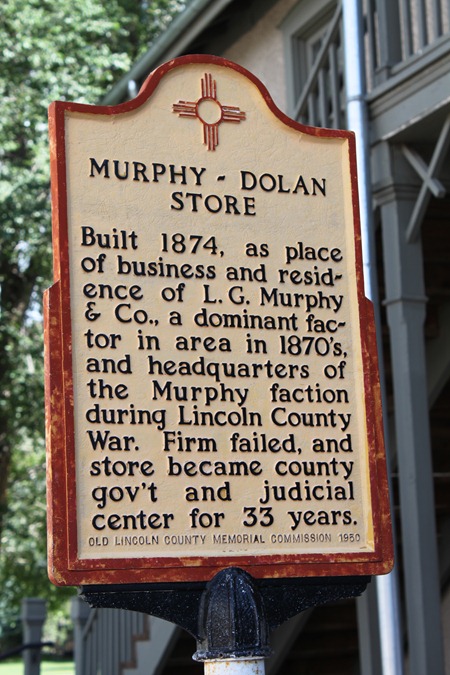 MURPHY - DOLAN
STORE
Built 1874, as place
of business and resid-
ence of L. G. Murphy
& Co., a dominant fac-
tor in area in 1870's,
and headquarters of
the Murphy faction
during Lincoln County
War. Firm failed, and
store became county
gov't and judicial
center for 33 years.
OLD LINCOLN COUNTY MEMORIAL COMMISSION 1950